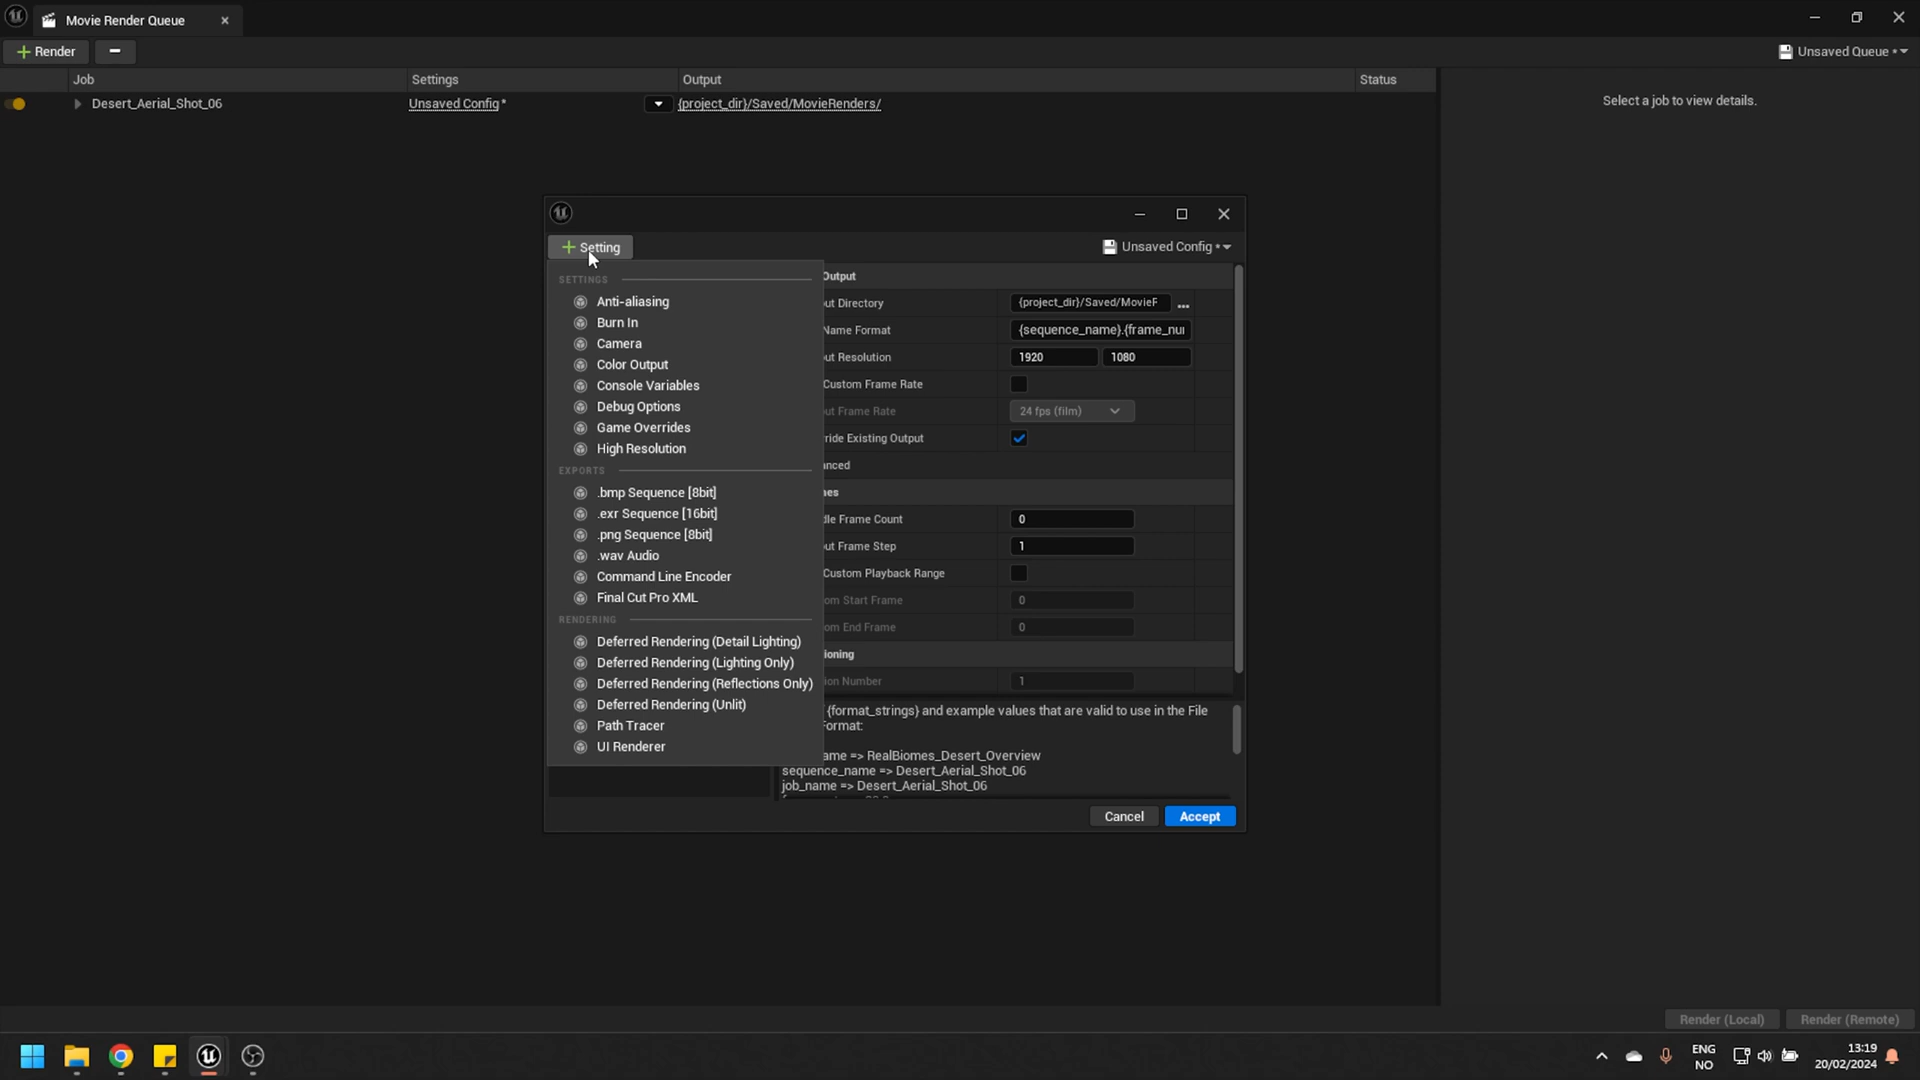 Movie Render Queue
Render
Unsaved Queue *
Job
Settings
Output
Status
Desert_Aerial_Shot_06
Unsaved Config*
{project_dir}/Saved/MovieRenders/
Select a job to view details.
Setting
Unsaved Config *
SETTINGS
Anti-aliasing
Burn In
Camera
Color Output
Console Variables
Debug Options
Game Overrides
High Resolution
EXPORTS
.bmp Sequence [8bit]
.exr Sequence [16bit]
.png Sequence [8bit]
.wav Audio
Command Line Encoder
Final Cut Pro XML
RENDERING
Deferred Rendering (Detail Lighting)
Deferred Rendering (Lighting Only)
Deferred Rendering (Reflections Only)
Deferred Rendering (Unlit)
Path Tracer
UI Renderer
Output
ut Directory
{project_dir}/Saved/MovieF
...
Name Format
{sequence_name}.{frame_nui
ut Resolution
1920
1080
Custom Frame Rate
ut Frame Rate
24 fps (film)
ride Existing Output
anced
nes
dle Frame Count
0
ut Frame Step
1
Custom Playback Range
om Start Frame
0
om End Frame
0
ioning
ion Number
1
{format_strings} and example values that are valid to use in the File
Format:
ame => RealBiomes_Desert_Overview
sequence_name => Desert_Aerial_Shot_06
job_name => Desert_Aerial_Shot_06
Cancel
Accept
Render (Local)
Render (Remote)
ENG
NO
13:19
20/02/2024